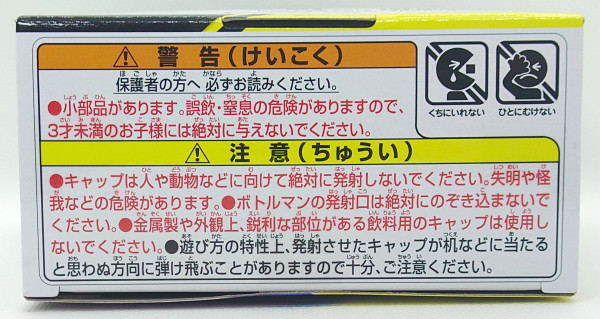 警告(けいこく)
保護者の方へ 必ずお読みください。
●小部品があります。誤飲・窒息の危険がありますので、
3才未満のお子様には絶対に与えないでください。
くちにいれない
ひとにむけない
注意(ちゅうい)
●キャップは人や動物などに向けて絶対に発射しないでください。失明や怪
我などの危険があります。●ボトルマンの発射口は絶対にのぞき込まないで
ください。●金属製や外観上、鋭利な部位がある飲料用のキャップは使用し
ないでください。●遊び方の特性上、発射させたキャップが机などに当たる
と思わぬ方向に弾け飛ぶことがありますので十分、ご注意ください。